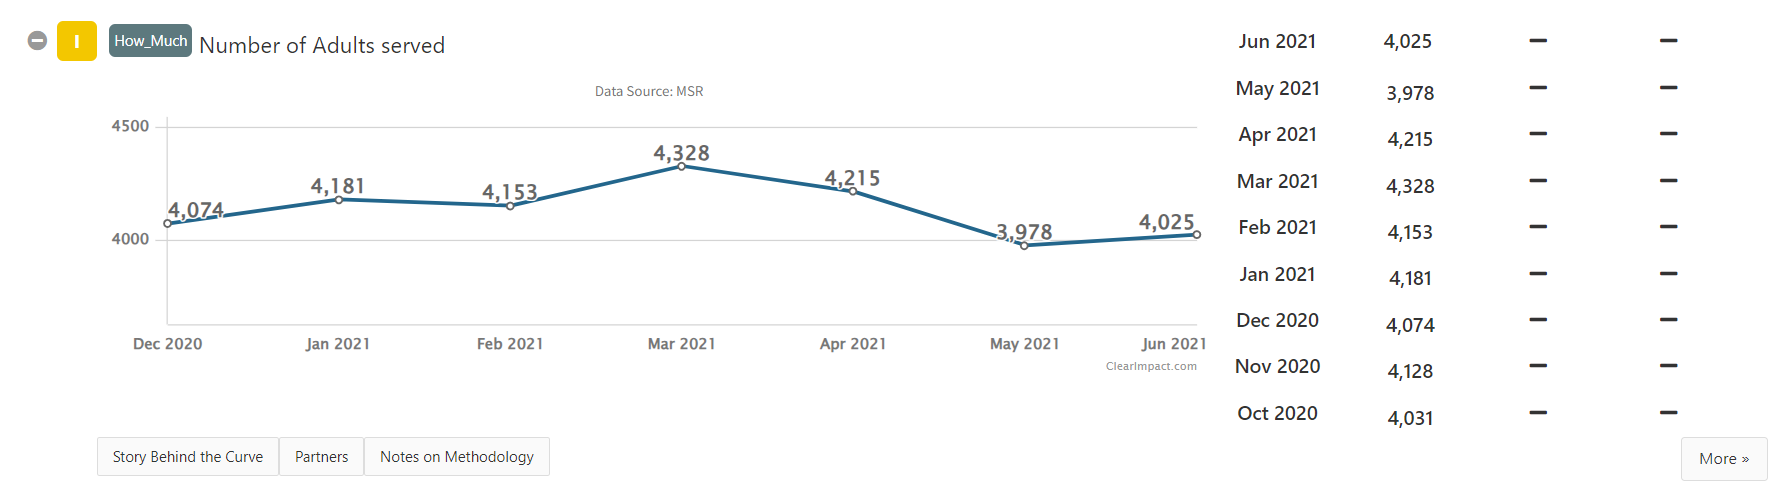 I How_Much Number of Adults served
Data Source: MSR
4500
4000
4,074
4,181
4,153
4,328
4,215
3,978
4,025
Dec 2020 Jan 2021 Feb 2021 Mar 2021 Apr 2021 May 2021 Jun 2021
ClearImpact.com
Jun 2021 4,025 – –
May 2021 3,978 – –
Apr 2021 4,215 – –
Mar 2021 4,328 – –
Feb 2021 4,153 – –
Jan 2021 4,181 – –
Dec 2020 4,074 – –
Nov 2020 4,128 – –
Oct 2020 4,031 – –
Story Behind the Curve Partners Notes on Methodology
More »